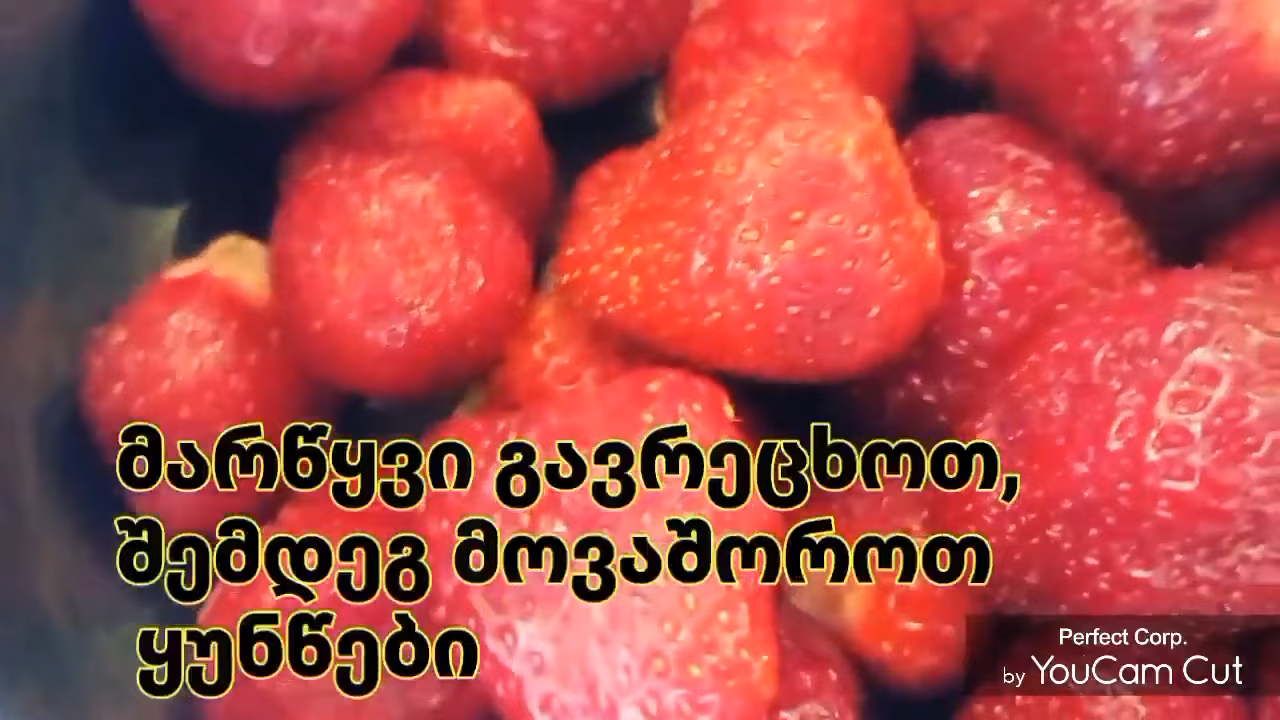 მარწყვი გავრეცხოთ,
შემდეგ მოვაშოროთ
ყუნწები
Perfect Corp.
by YouCam Cut